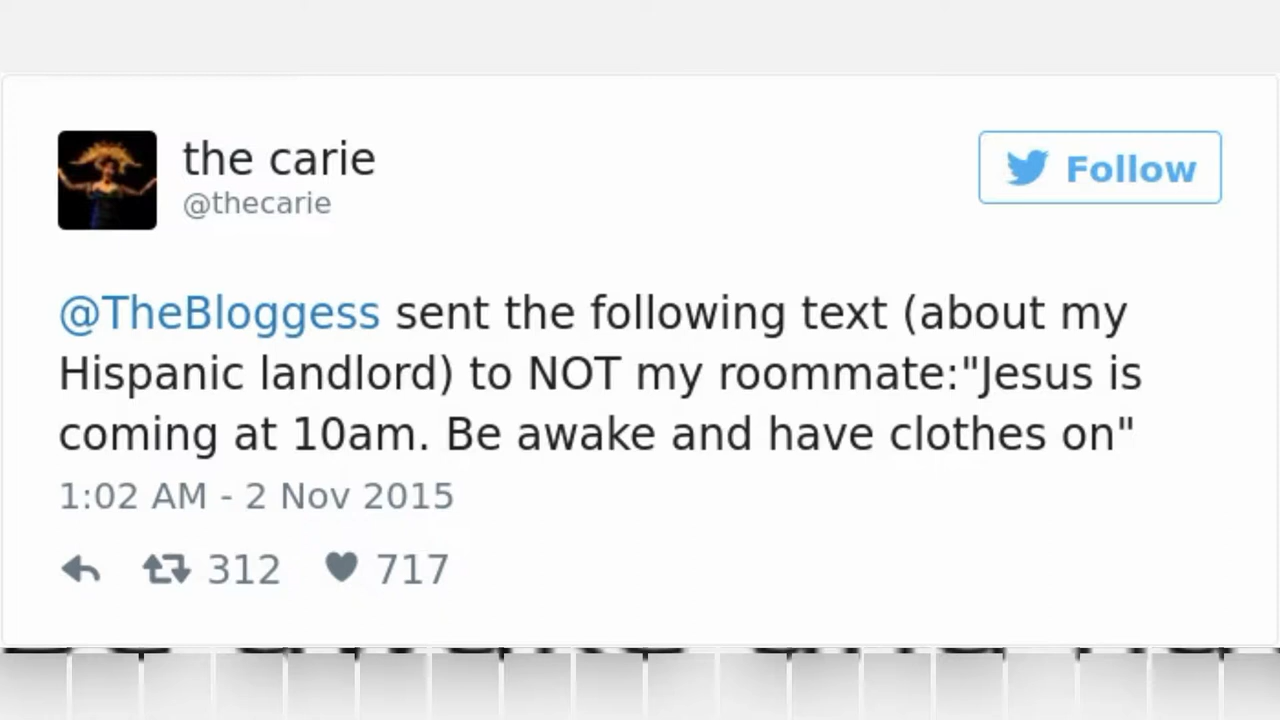 the carie
@thecarie
Follow
@TheBloggess sent the following text (about my
Hispanic landlord) to NOT my roommate:"Jesus is
coming at 10am. Be awake and have clothes on"
1:02 AM - 2 Nov 2015
312 717